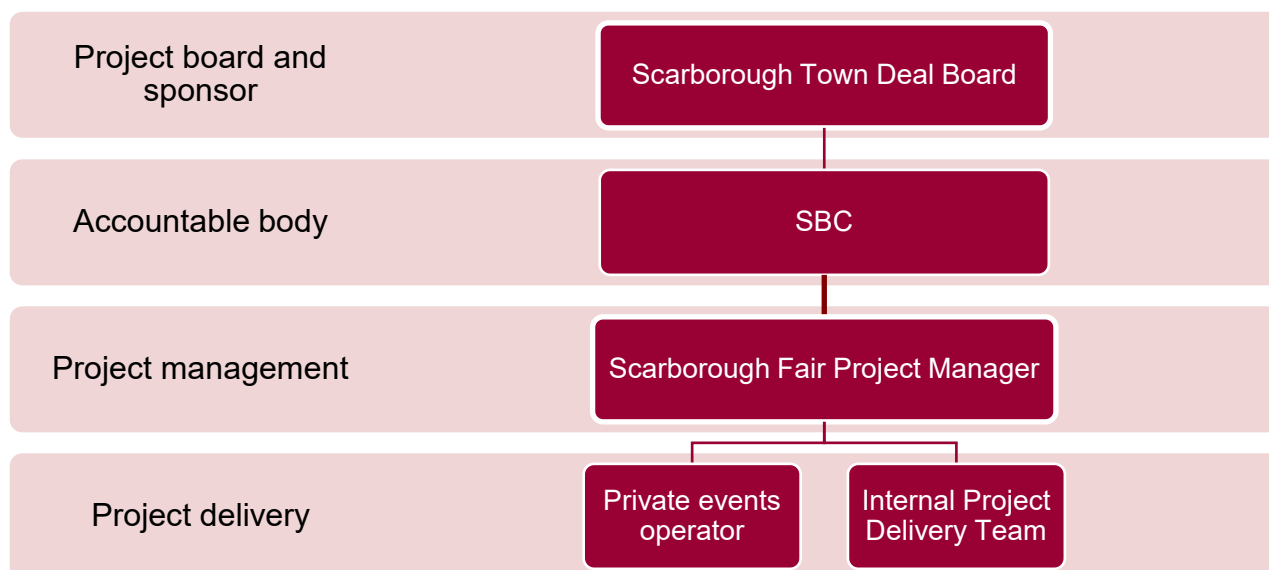 Project board and
sponsor
Scarborough Town Deal Board
Accountable body
SBC
Project management
Scarborough Fair Project Manager
Project delivery
Private events
operator
Internal Project
Delivery Team